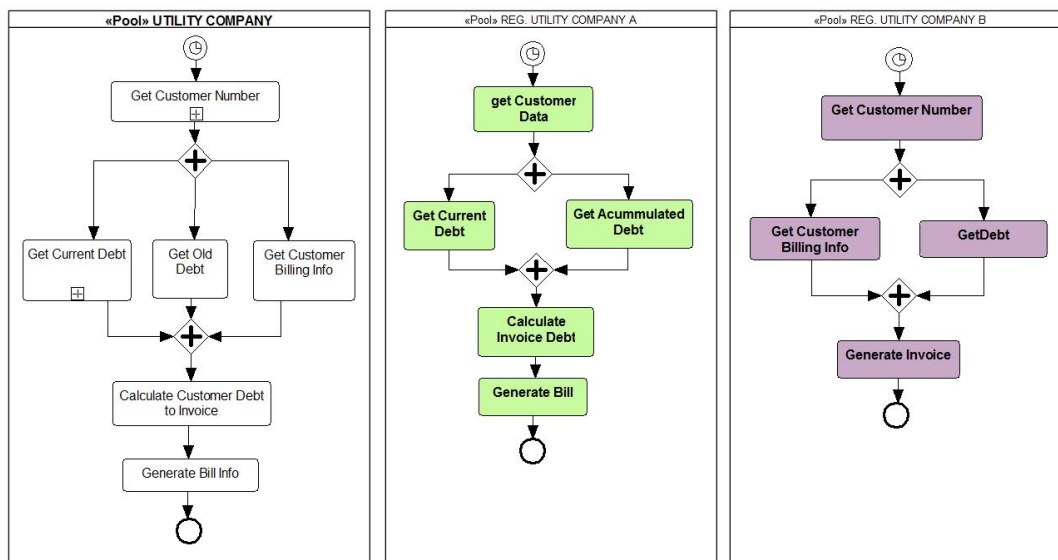 «Pool» UTILITY COMPANY
Get Customer Number
Get Current Debt
Get Old
Debt
Get Customer
Billing Info
Calculate Customer Debt
to Invoice
Generate Bill Info
«Pool» REG. UTILITY COMPANY A
get Customer
Data
Get Current
Debt
Get Acummulated
Debt
Calculate
Invoice Debt
Generate Bill
«Pool» REG. UTILITY COMPANY B
Get Customer Number
Get Customer
Billing Info
GetDebt
Generate Invoice